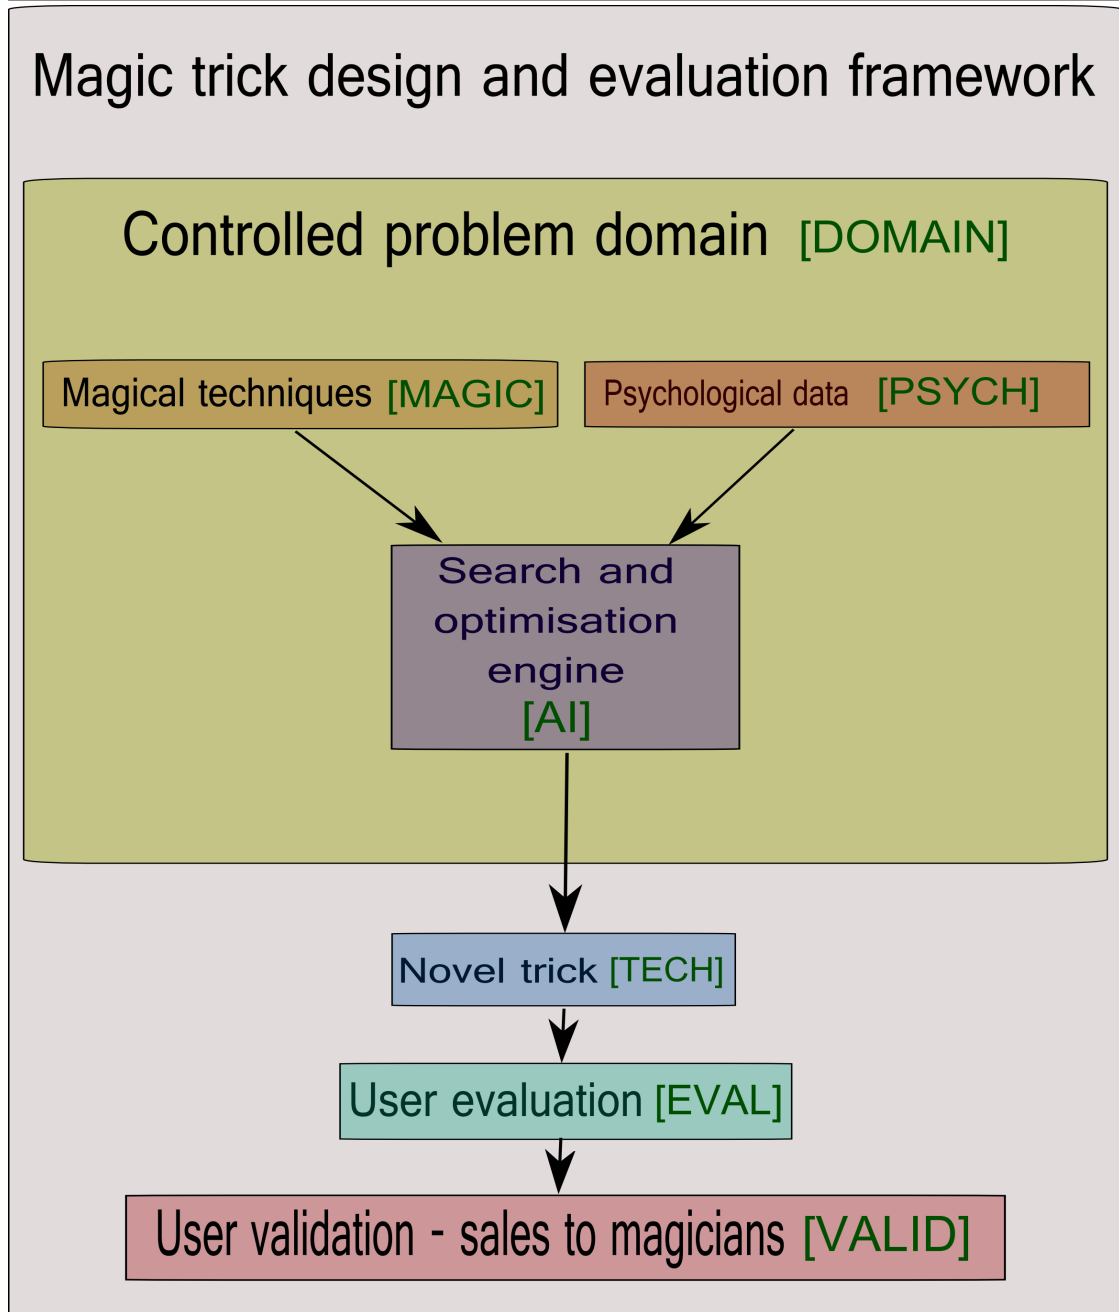 Magic trick design and evaluation framework
Controlled problem domain [DOMAIN]
Magical techniques [MAGIC]
Psychological data [PSYCH]
Search and
optimisation
engine
[AI]
Novel trick [TECH]
User evaluation [EVAL]
User validation - sales to magicians [VALID]